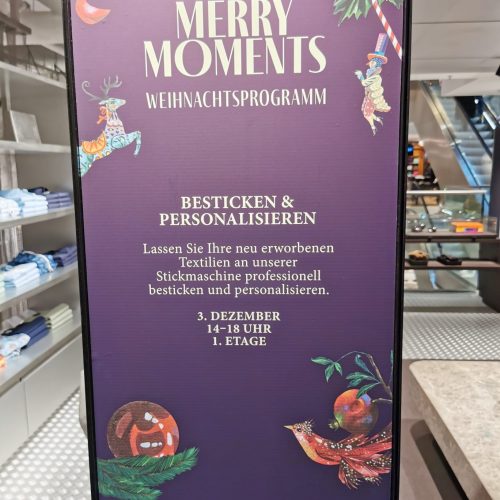 MERRY
MOMENTS
WEIHNACHTSPROGRAMM
BESTICKEN &
PERSONALISIEREN
Lassen Sie Ihre neu erworbenen
Textilien an unserer
Stickmaschine professionell
besticken und personalisieren.
3. DEZEMBER
14–18 UHR
1. ETAGE